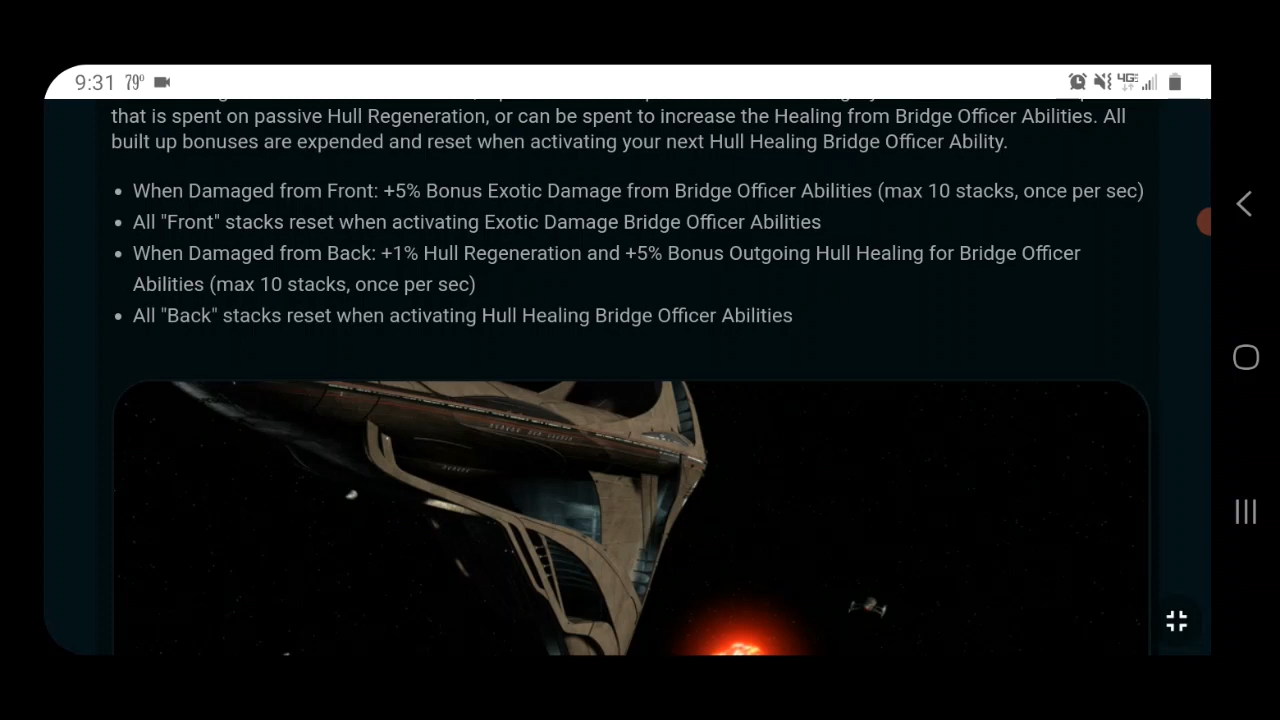 9:31 79°
4G
that is spent on passive Hull Regeneration, or can be spent to increase the Healing from Bridge Officer Abilities. All
built up bonuses are expended and reset when activating your next Hull Healing Bridge Officer Ability.
• When Damaged from Front: +5% Bonus Exotic Damage from Bridge Officer Abilities (max 10 stacks, once per sec)
• All "Front" stacks reset when activating Exotic Damage Bridge Officer Abilities
• When Damaged from Back: +1% Hull Regeneration and +5% Bonus Outgoing Hull Healing for Bridge Officer
Abilities (max 10 stacks, once per sec)
• All "Back" stacks reset when activating Hull Healing Bridge Officer Abilities